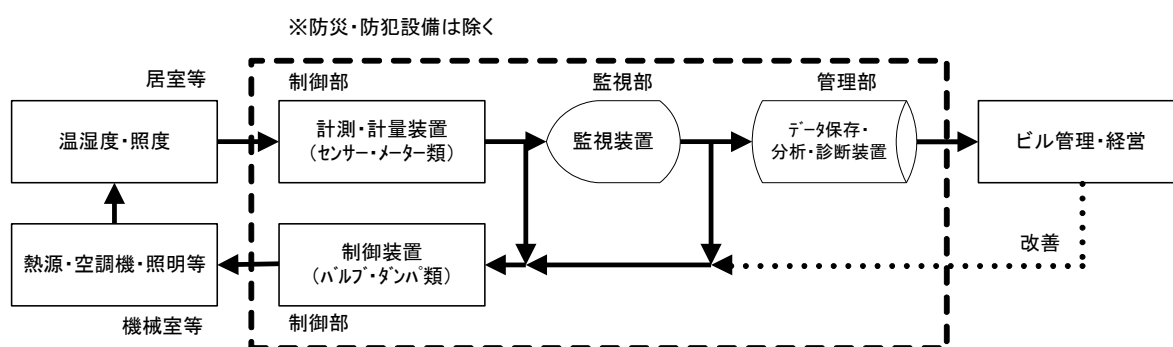 ※防災・防犯設備は除く
居室等
制御部
監視部
管理部
温湿度・照度
計測・計量装置
(センサー・メーター類)
監視装置
ﾃﾞｰﾀ保存・
分析・診断装置
ビル管理・経営
熱源・空調機・照明等
制御装置
(ﾊﾞﾙﾌﾞ・ﾀﾞﾝﾊﾟ類)
改善
機械室等
制御部